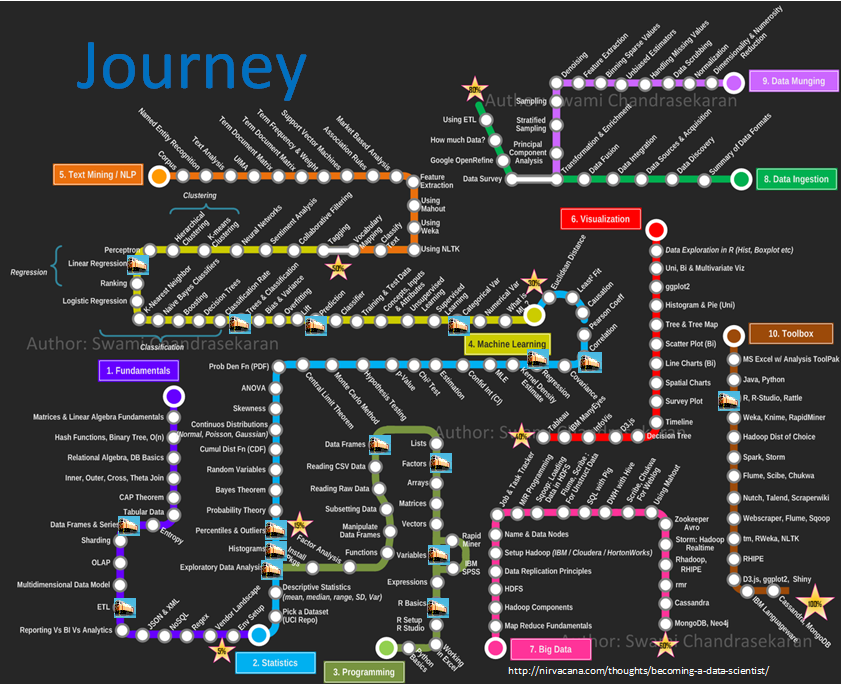 Journey
Author: Swami Chandrasekaran
9. Data Munging
Denoising
Feature Extraction
Binning Sparse Values
Unbiased Estimators
Handling Missing Values
Data Scrubbing
Normalization
Dimensionality & Numerosity
Reduction
Sampling
Stratified
Sampling
Principal
Component
Analysis
80%
Using ETL
How much Data?
Google OpenRefine
Data Survey
Transformation & Enrichment
Data Fusion
Data Integration
Data Sources & Acquisition
Data Discovery
Summary of Data Formats
8. Data Ingestion
5. Text Mining / NLP
Corpus
Named Entity Recognition
Text Analysis
UIMA
Term Document Matrix
Term Document Matrix
Term Frequency & Weight
Support Vector Machines
Association Rules
Market Based Analysis
Feature
Extraction
Using
Mahout
Using
Weka
Using NLTK
Classify
Text
Vocabulary
Mapping
Tagging
50%
Collaborative Filtering
Sentiment Analysis
Neural Networks
K-means
Clustering
Hierarchical
Clustering
Clustering
Perceptron
Linear Regression
Regression
Ranking
Logistic Regression
K-Nearest Neighbor
Naive Bayes Classifiers
Boosting
Decision Trees
Classification Rate
Trees & Classification
Bias & Variance
Overfitting
Lift
Prediction
Classifier
Training & Test Data
Concepts, Inputs
& Attributes
Unsupervised
Learning
Supervised
Learning
Categorical Var
Numerical Var
What is
ML?
Classification
4. Machine Learning
Author: Swami Chandrasekaran
6. Visualization
Data Exploration in R (Hist, Boxplot etc)
Uni, Bi & Multivariate Viz
ggplot2
Histogram & Pie (Uni)
Tree & Tree Map
Scatter Plot (Bi)
Line Charts (Bi)
Spatial Charts
Survey Plot
Timeline
Decision Tree
D3.js
InfoVis
IBM ManyEyes
Tableau
Euclidean Distance
Least² Fit
Causation
Pearson Coeff
Correlation
Covariance
Regression
Kernel Density
Estimate
MLE
Confid Int (CI)
Estimation
Chi² Test
p-Value
Hypothesis Testing
Monte Carlo Method
Central Limit Theorem
Prob Den Fn (PDF)
ANOVA
Skewness
Continuos Distributions
(Normal, Poisson, Gaussian)
Cumul Dist Fn (CDF)
Random Variables
Bayes Theorem
Probability Theory
Percentiles & Outliers
Histograms
Exploratory Data Analysis
Descriptive Statistics
(mean, median, range, SD, Var)
Pick a Dataset
(UCI Repo)
2. Statistics
1. Fundamentals
Matrices & Linear Algebra Fundamentals
Hash Functions, Binary Tree, O(n)
Relational Algebra, DB Basics
Inner, Outer, Cross, Theta Join
CAP Theorem
Tabular Data
Entropy
Data Frames & Series
Sharding
OLAP
Multidimensional Data Model
ETL
Reporting Vs BI Vs Analytics
JSON & XML
NoSQL
Regex
Vendor Landscape
Env Setup
5%
15%
Install
Pkgs
Factor Analysis
Functions
Manipulate
Data Frames
Subsetting Data
Reading Raw Data
Reading CSV Data
Data Frames
Lists
Factors
Arrays
Matrices
Vectors
Variables
Rapid
Miner
IBM
SPSS
Expressions
R Basics
R Setup
R Studio
Working
in Excel
Python
Basics
3. Programming
Author: Swami Chandrasekaran
Job & Task Tracker
M/R Programming
Sqoop: Loading
Data in HDFS
Flume, Scribe :
For Unstruct Data
SQL with Pig
DWH with Hive
Scribe, Chukwa
For Weblog
Using Mahout
Name & Data Nodes
Setup Hadoop (IBM / Cloudera / HortonWorks)
Data Replication Principles
HDFS
Hadoop Components
Map Reduce Fundamentals
7. Big Data
Zookeeper
Avro
Storm: Hadoop
Realtime
Rhadoop,
RHIPE
rmr
Cassandra
MongoDB, Neo4j
Author: Swami Chandrasekaran
10. Toolbox
MS Excel w/ Analysis ToolPak
Java, Python
R, R-Studio, Rattle
Weka, Knime, RapidMiner
Hadoop Dist of Choice
Spark, Storm
Flume, Scibe, Chukwa
Nutch, Talend, Scraperwiki
Webscraper, Flume, Sqoop
tm, RWeka, NLTK
RHIPE
D3.js, ggplot2, Shiny
IBM Languageware
Cassandra, MongoDB
100%
http://nirvacana.com/thoughts/becoming-a-data-scientist/